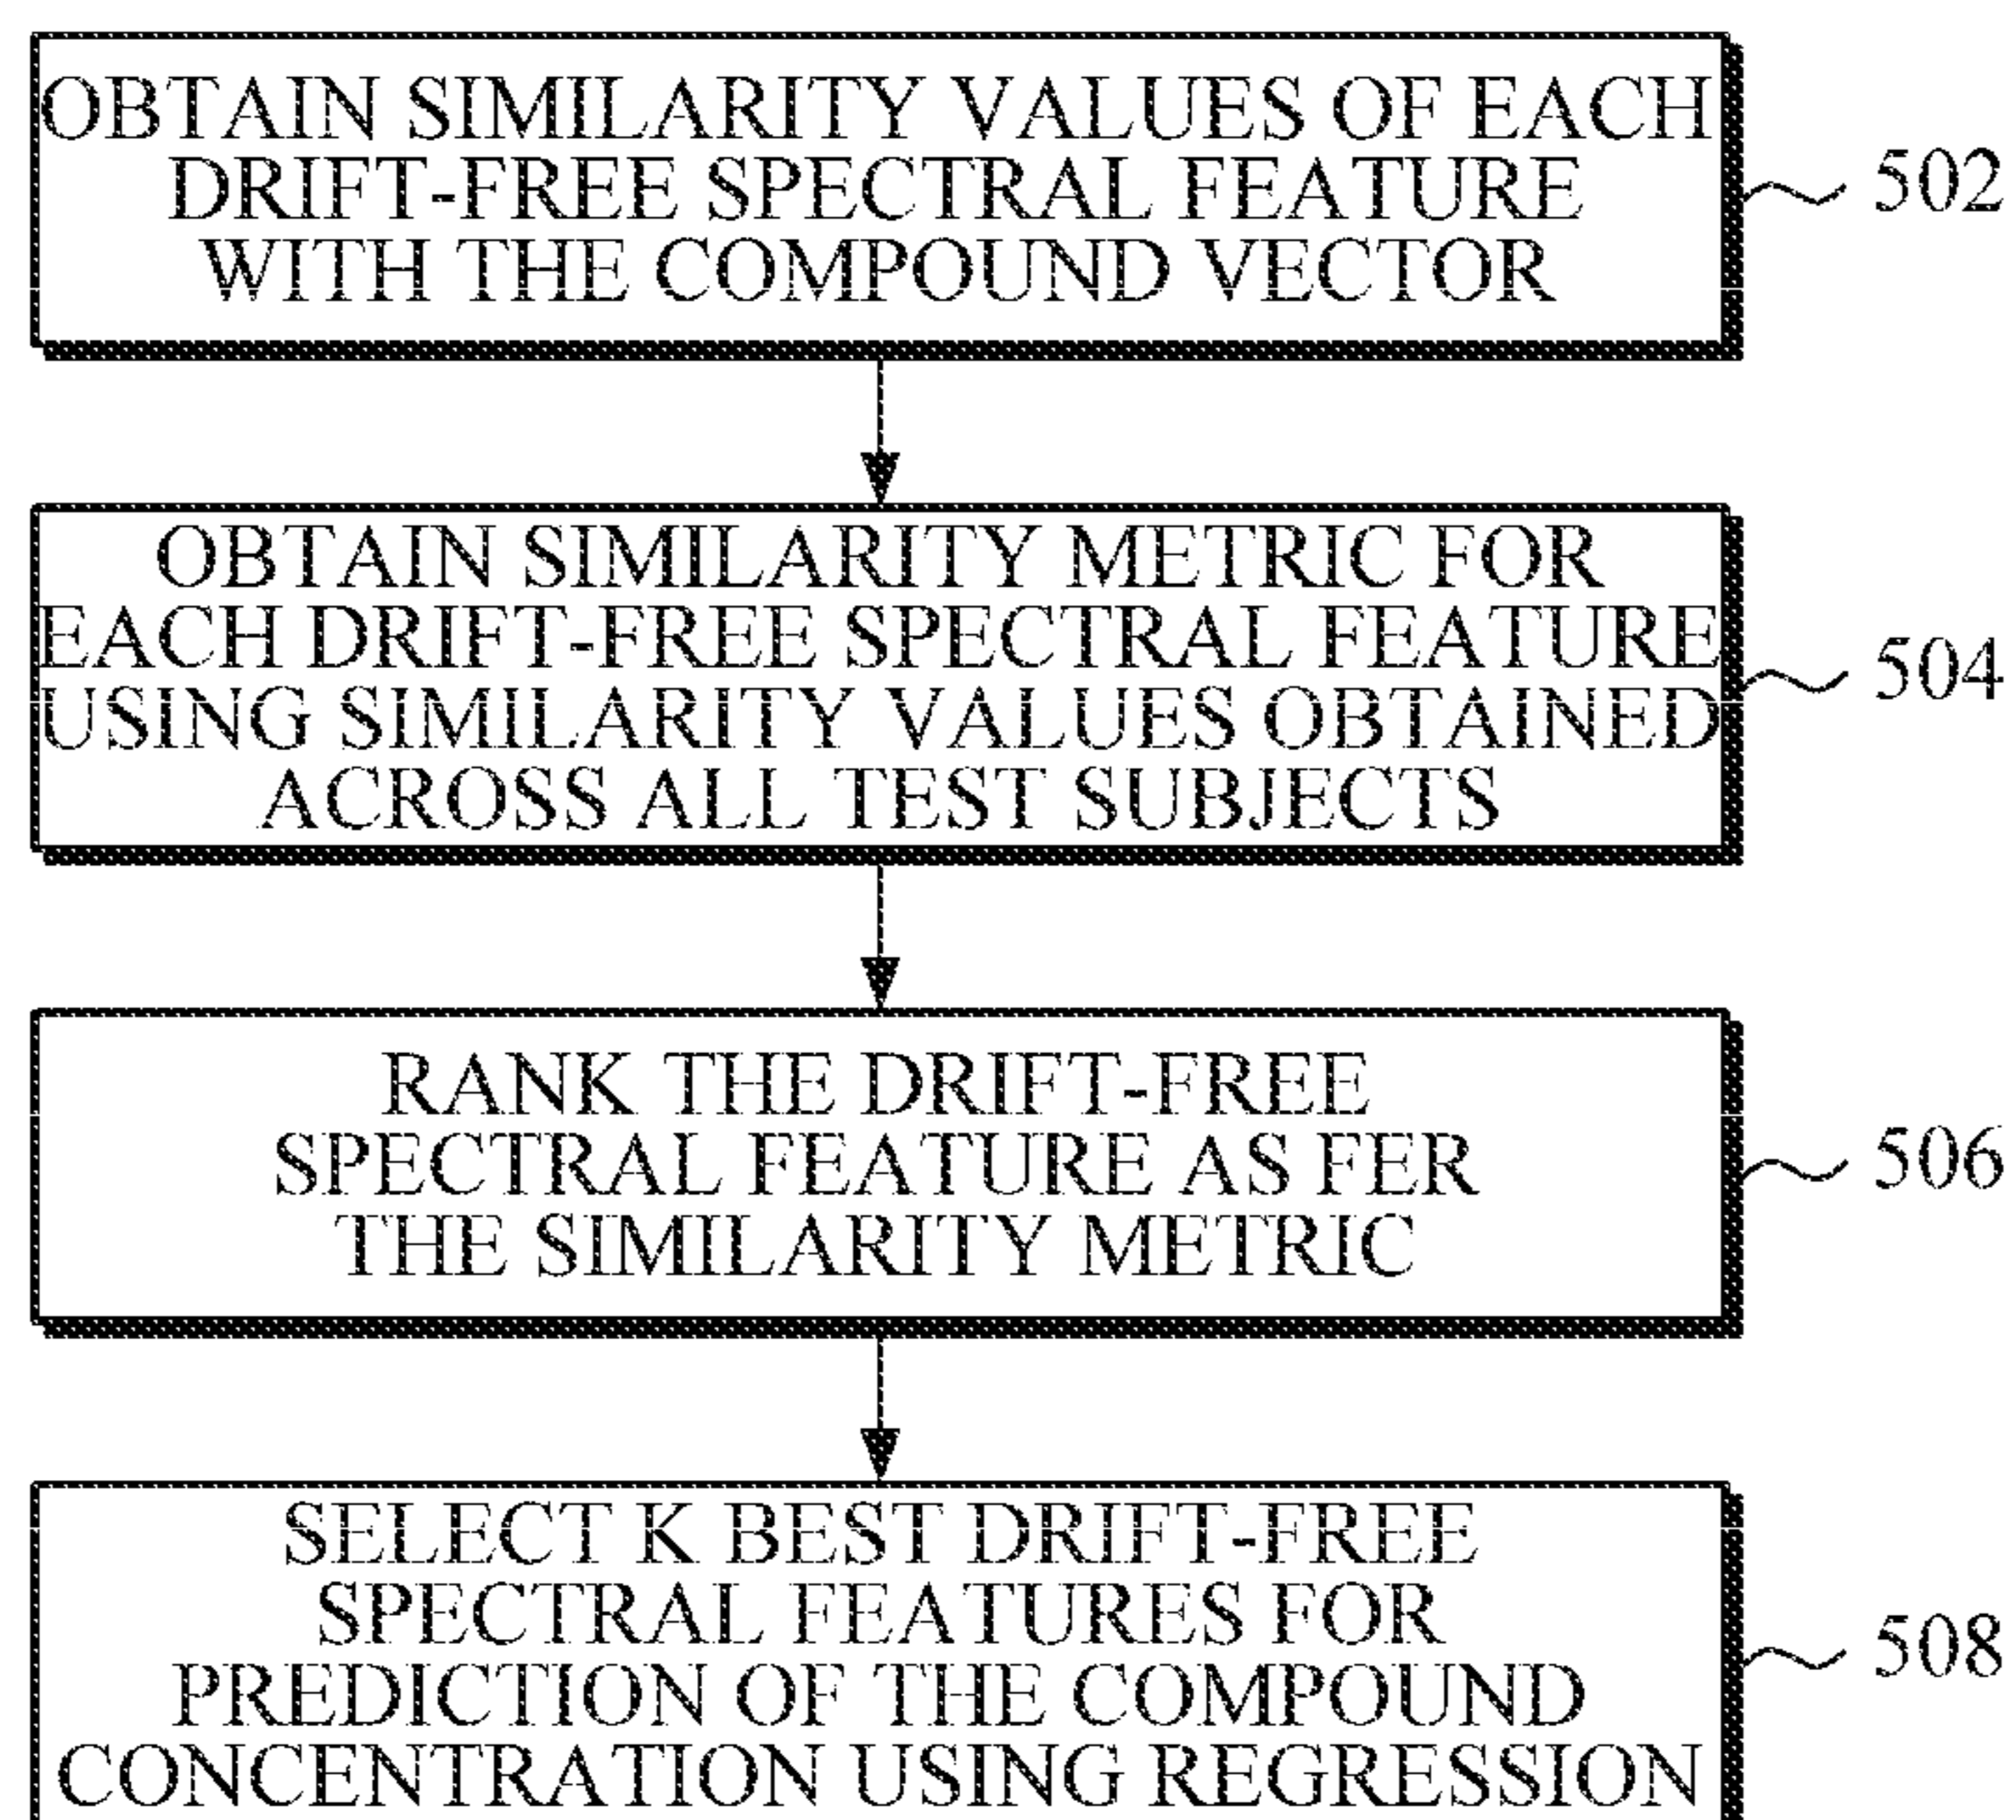 OBTAIN SIMILARITY VALUES OF EACH
DRIFT-FREE SPECTRAL FEATURE
WITH THE COMPOUND VECTOR
502
OBTAIN SIMILARITY METRIC FOR
EACH DRIFT-FREE SPECTRAL FEATURE
USING SIMILARITY VALUES OBTAINED
ACROSS ALL TEST SUBJECTS
504
RANK THE DRIFT-FREE
SPECTRAL FEATURE AS FER
THE SIMILARITY METRIC
506
SELECT K BEST DRIFT-FREE
SPECTRAL FEATURES FOR
PREDICTION OF THE COMPOUND
CONCENTRATION USING REGRESSION
508